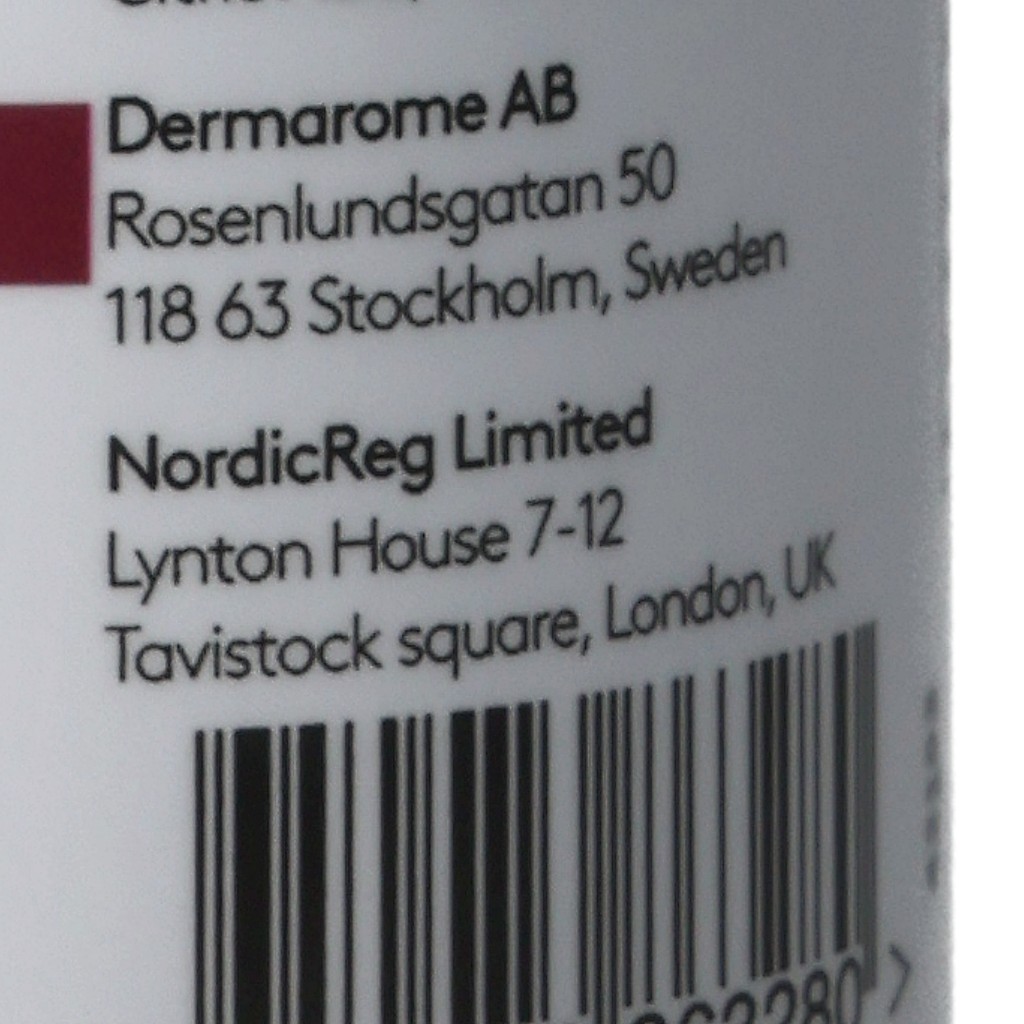 Dermarome AB
Rosenlundsgatan 50
118 63 Stockholm, Sweden
NordicReg Limited
Lynton House 7-12
Tavistock square, London, UK